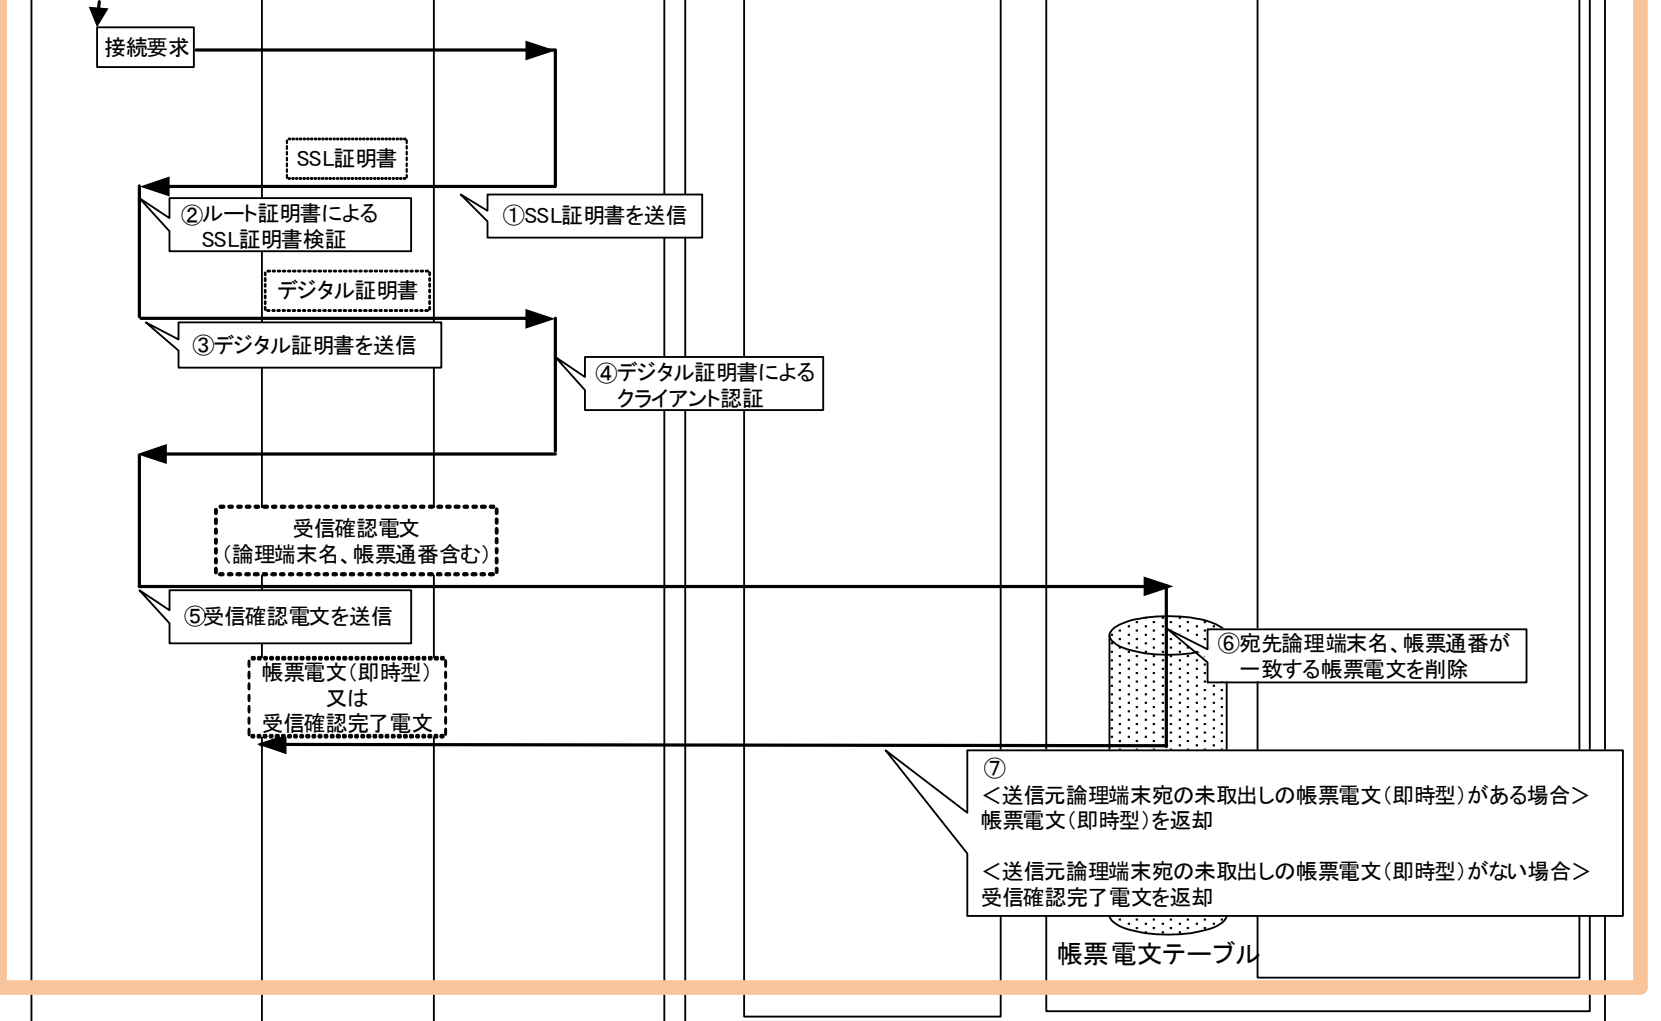 接続要求
SSL証明書
①SSL証明書を送信
②ルート証明書による
SSL証明書検証
デジタル証明書
③デジタル証明書を送信
④デジタル証明書による
クライアント認証
受信確認電文
(論理端末名、帳票通番含む)
⑤受信確認電文を送信
⑥宛先論理端末名、帳票通番が
一致する帳票電文を削除
帳票電文(即時型)
又は
受信確認完了電文
⑦
<送信元論理端末宛の未取出しの帳票電文(即時型)がある場合>
帳票電文(即時型)を返却
<送信元論理端末宛の未取出しの帳票電文(即時型)がない場合>
受信確認完了電文を返却
帳票電文テーブル